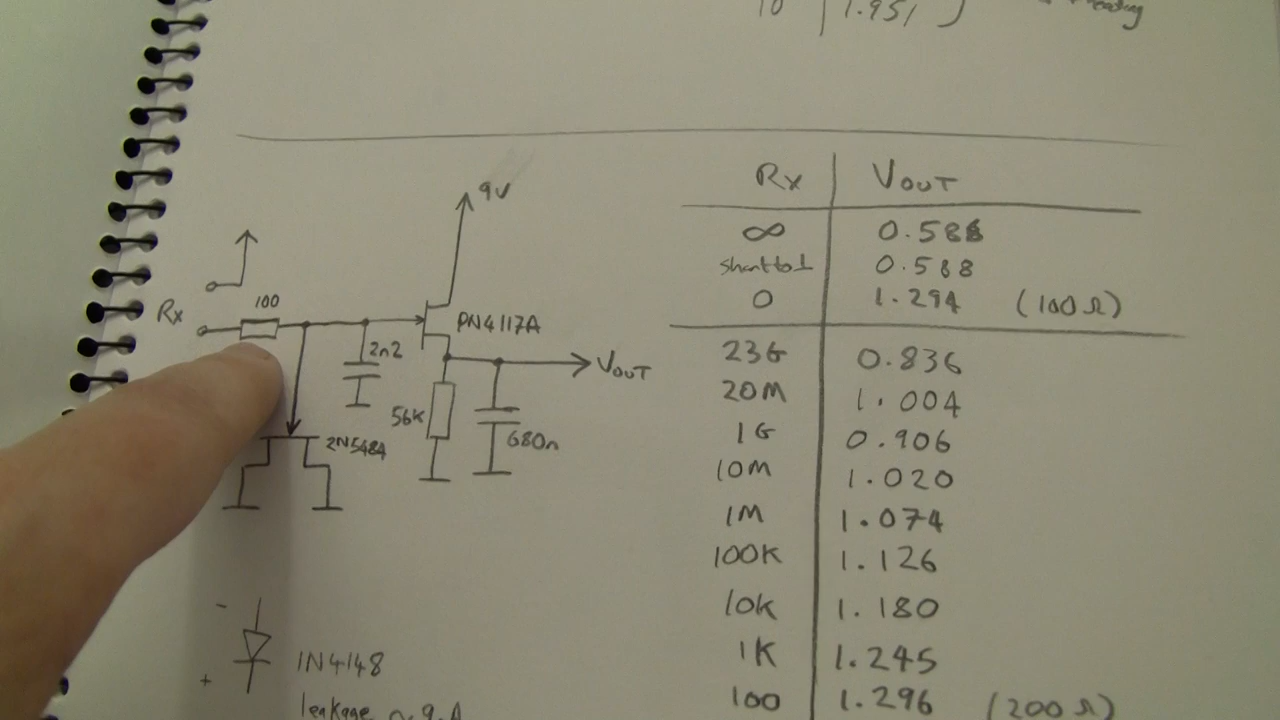 10 | 1.951
Rx | VOUT
∞ | 0.588
0.588
0 | 1.294 (100Ω)
23G | 0.836
20M | 1.004
1G | 0.906
10M | 1.020
1M | 1.074
100K | 1.126
10K | 1.180
1K | 1.245
100 | 1.296 (200Ω)
9V
100
Rx
PN4117A
2n2
VOUT
56K
680n
2N5484
-
+
1N4148
leakage